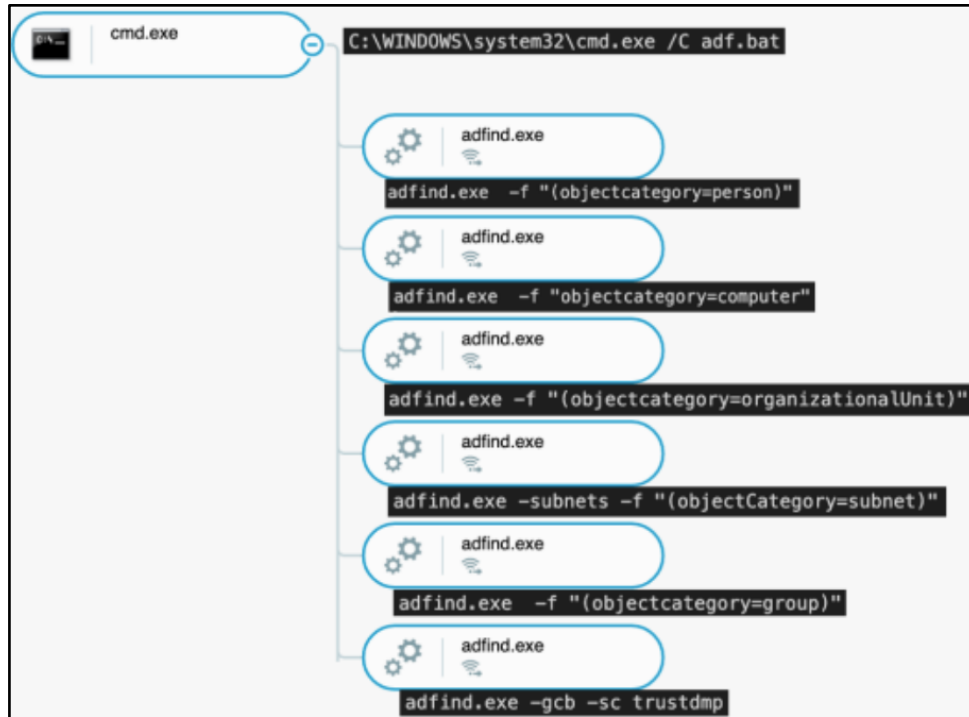 cmd.exe
C:\WINDOWS\system32\cmd.exe /C adf.bat
adfind.exe
adfind.exe  -f "(objectcategory=person)"
adfind.exe
adfind.exe  -f "objectcategory=computer"
adfind.exe
adfind.exe -f "(objectcategory=organizationalUnit)"
adfind.exe
adfind.exe -subnets -f "(objectCategory=subnet)"
adfind.exe
adfind.exe  -f "(objectcategory=group)"
adfind.exe
adfind.exe -gcb -sc trustdmp